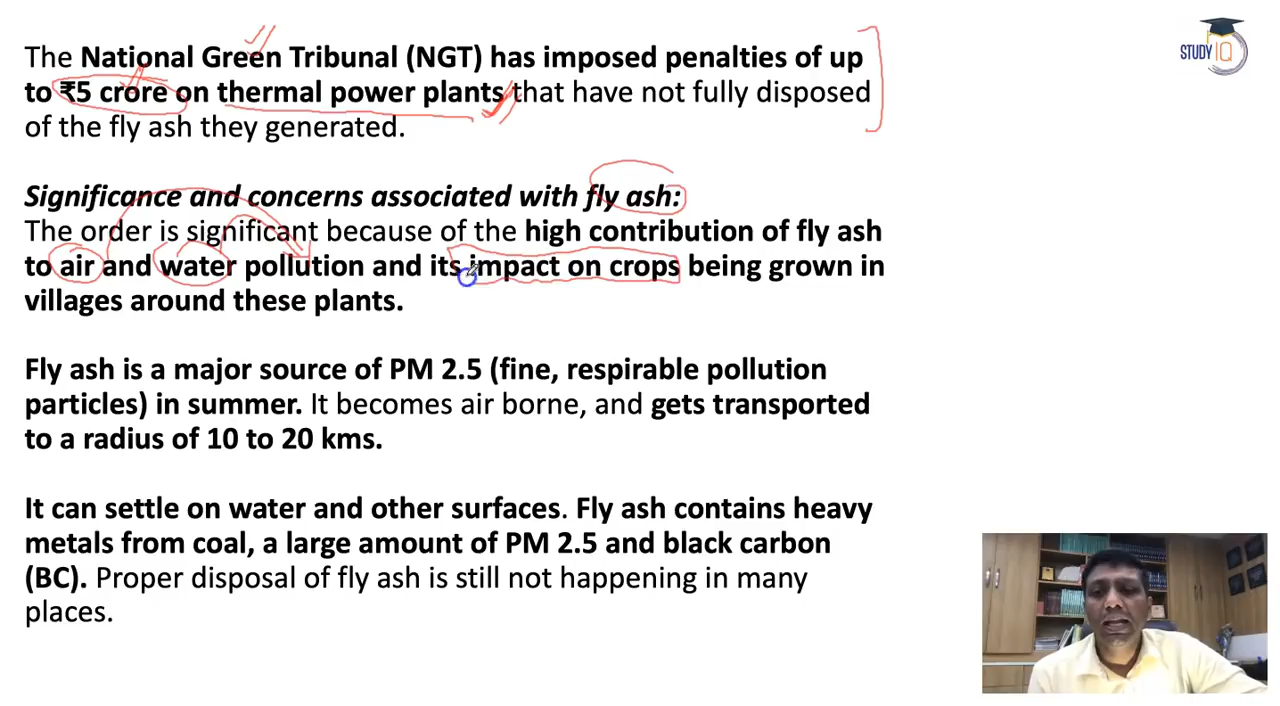 The National Green Tribunal (NGT) has imposed penalties of up
to ₹5 crore on thermal power plants that have not fully disposed
of the fly ash they generated.
Significance and concerns associated with fly ash:
The order is significant because of the high contribution of fly ash
to air and water pollution and its impact on crops being grown in
villages around these plants.
Fly ash is a major source of PM 2.5 (fine, respirable pollution
particles) in summer. It becomes air borne, and gets transported
to a radius of 10 to 20 kms.
It can settle on water and other surfaces. Fly ash contains heavy
metals from coal, a large amount of PM 2.5 and black carbon
(BC). Proper disposal of fly ash is still not happening in many
places.
STUDY IQ